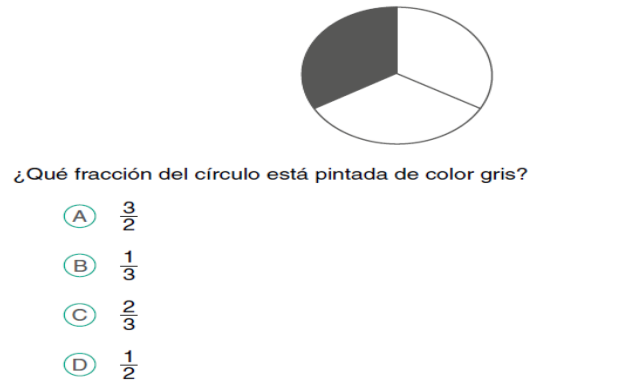 ¿Qué fracción del círculo está pintada de color gris?
A 3/2
B 1/3
C 2/3
D 1/2